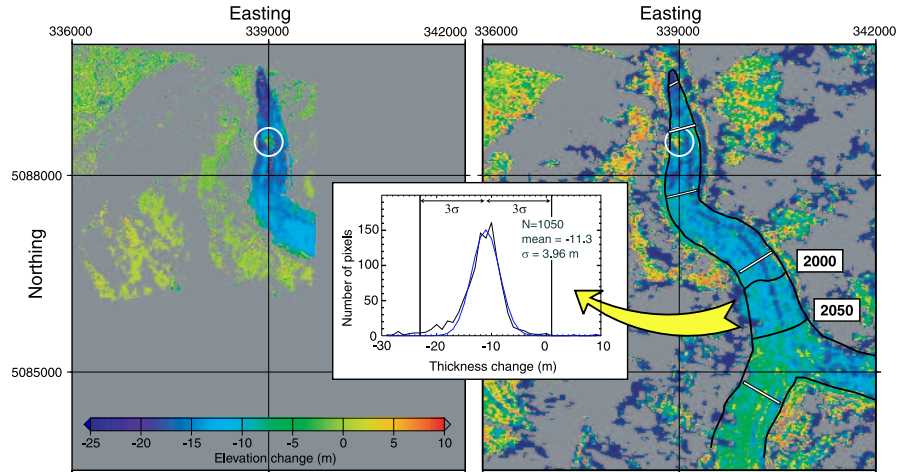 Easting
336000 339000 342000
Easting
336000 339000 342000
Northing
5088000
5085000
3σ 3σ
N=1050
mean = -11.3
σ = 3.96 m
Number of pixels
150
100
50
0
-30 -20 -10 0 10
Thickness change (m)
2000
2050
-25 -20 -15 -10 -5 0 5 10
Elevation change (m)